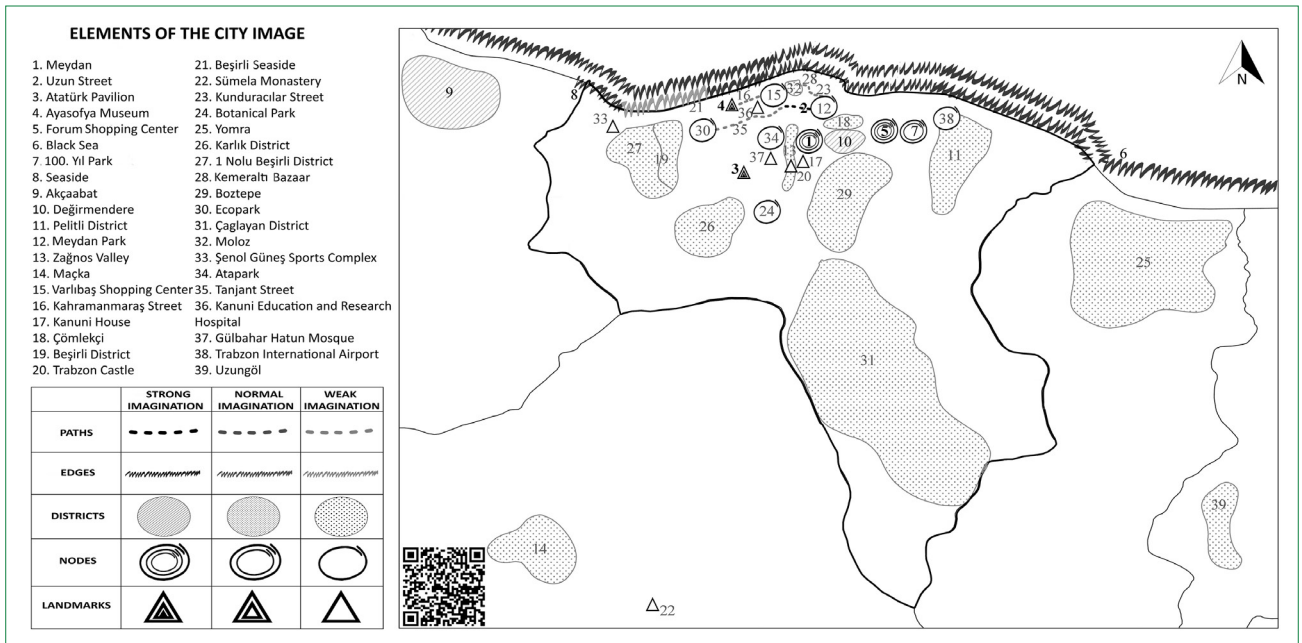 ELEMENTS OF THE CITY IMAGE
1. Meydan
2. Uzun Street
3. Atatürk Pavilion
4. Ayasofya Museum
5. Forum Shopping Center
6. Black Sea
7 100. Yıl Park
8. Seaside
9. Akçaabat
10. Değirmendere
11. Pelitli District
12. Meydan Park
13. Zağnos Valley
14. Maçka
15. Varlıbaş Shopping Center
16. Kahramanmaraş Street
17. Kanuni House
18. Çömlekçi
19. Beşirli District
20. Trabzon Castle
21. Beşirli Seaside
22. Sümela Monastery
23. Kunduracılar Street
24. Botanical Park
25. Yomra
26. Karlık District
27. 1 Nolu Beşirli District
28. Kemeraltı Bazaar
29. Boztepe
30. Ecopark
31. Çaglayan District
32. Moloz
33. Şenol Güneş Sports Complex
34. Atapark
35. Tanjant Street
36. Kanuni Education and Research
Hospital
37. Gülbahar Hatun Mosque
38. Trabzon International Airport
39. Uzungöl
STRONG IMAGINATION
NORMAL IMAGINATION
WEAK IMAGINATION
PATHS
EDGES
DISTRICTS
NODES
LANDMARKS
N
9
8
33
27
19
21
4
16
36
35
30
15
32
28
23
2
12
34
37
3
13
1
17
20
18
10
5
7
38
11
6
29
24
26
25
31
14
22
39